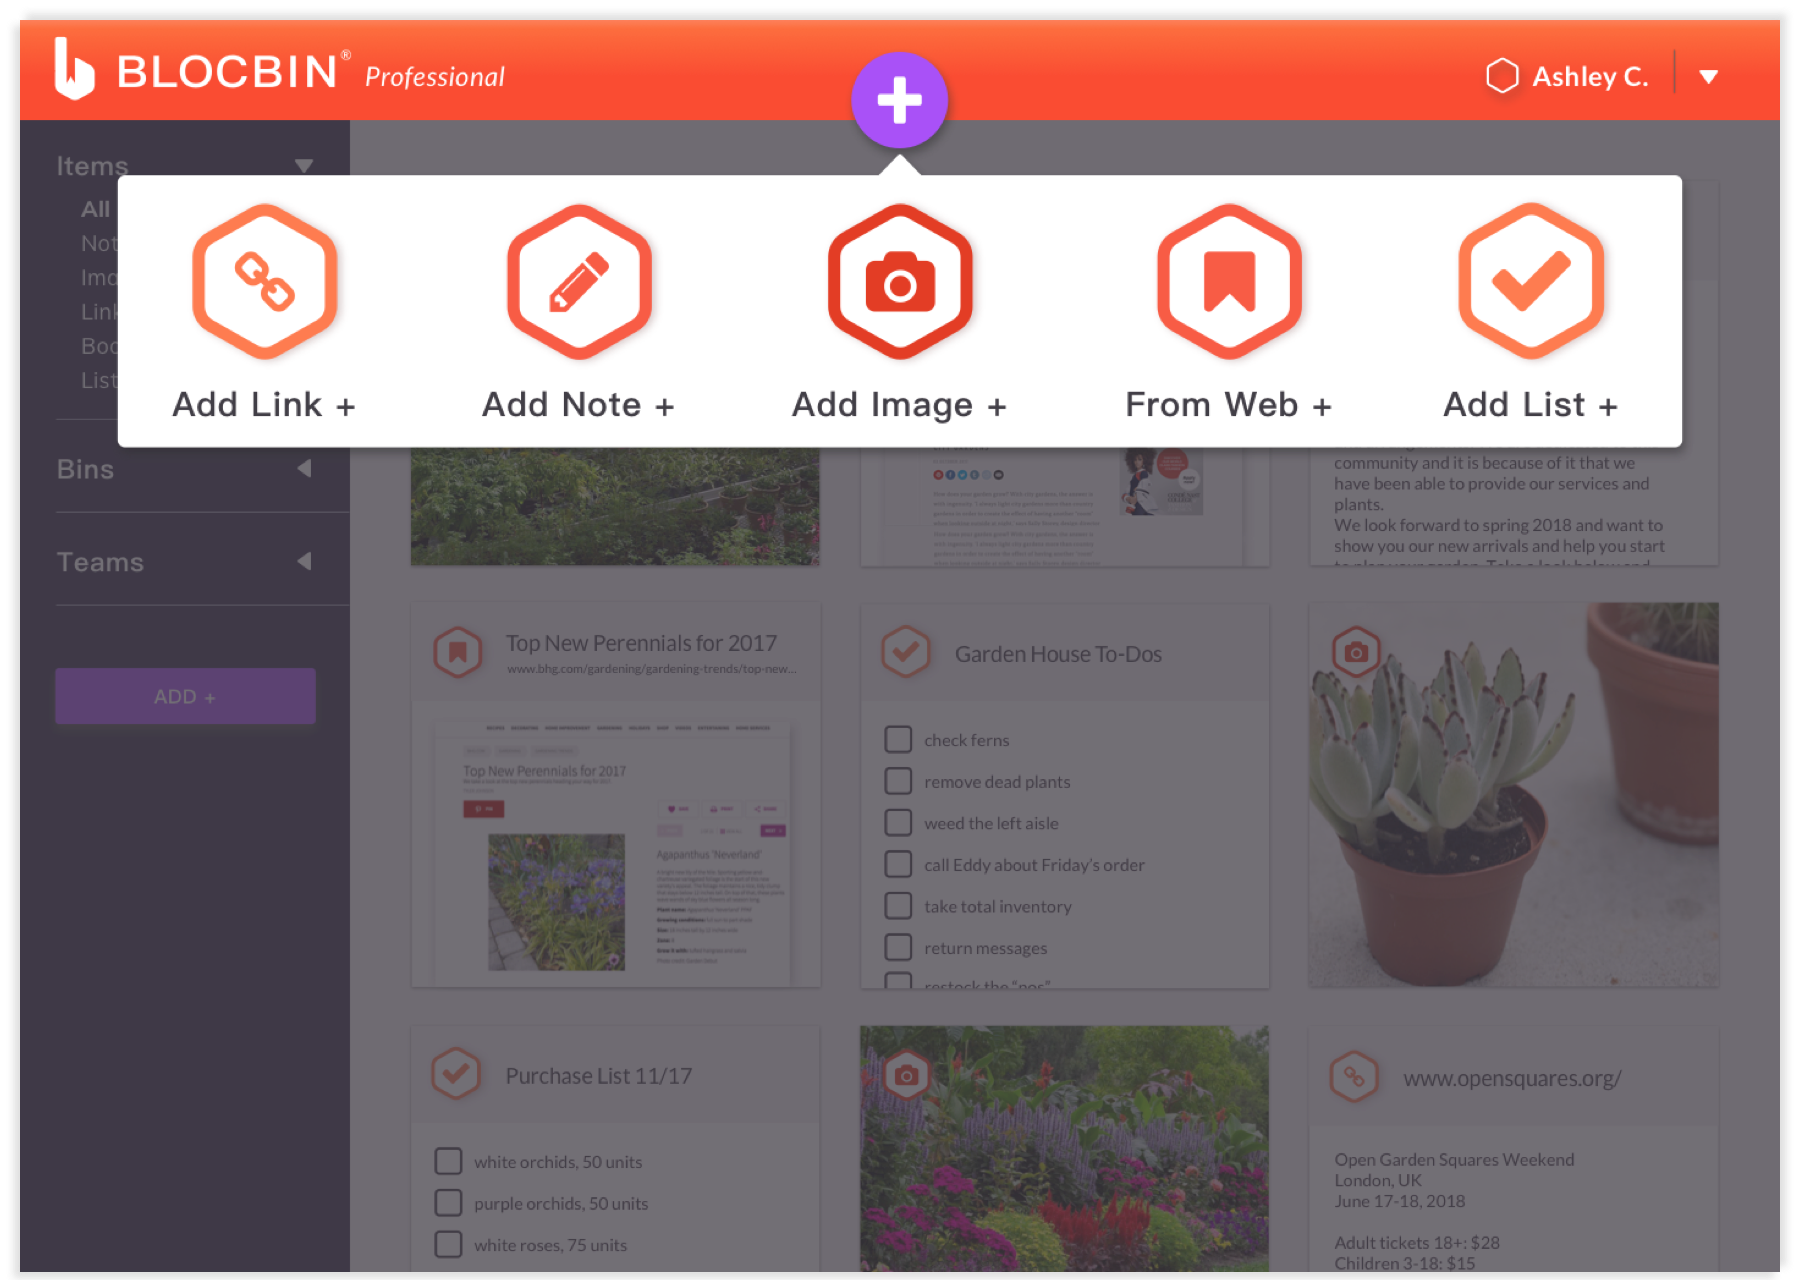 BLOCBIN® Professional
Ashley C.
Items
All
Not
Ima
Link
Boo
List
Bins
Teams
ADD +
Add Link +
Add Note +
Add Image +
From Web +
Add List +
community and it is because of it that we
have been able to provide our services and
plants.
We look forward to spring 2018 and want to
show you our new arrivals and help you start
Top New Perennials for 2017
www.bhg.com/gardening/gardening-trends/top-new...
Top New Perennials for 2017
Agapanthus 'Neverland'
Garden House To-Dos
check ferns
remove dead plants
weed the left aisle
call Eddy about Friday's order
take total inventory
return messages
restock the "pos"
Purchase List 11/17
white orchids, 50 units
purple orchids, 50 units
white roses, 75 units
www.opensquares.org/
Open Garden Squares Weekend
London, UK
June 17-18, 2018
Adult tickets 18+: $28
Children 3-18: $15